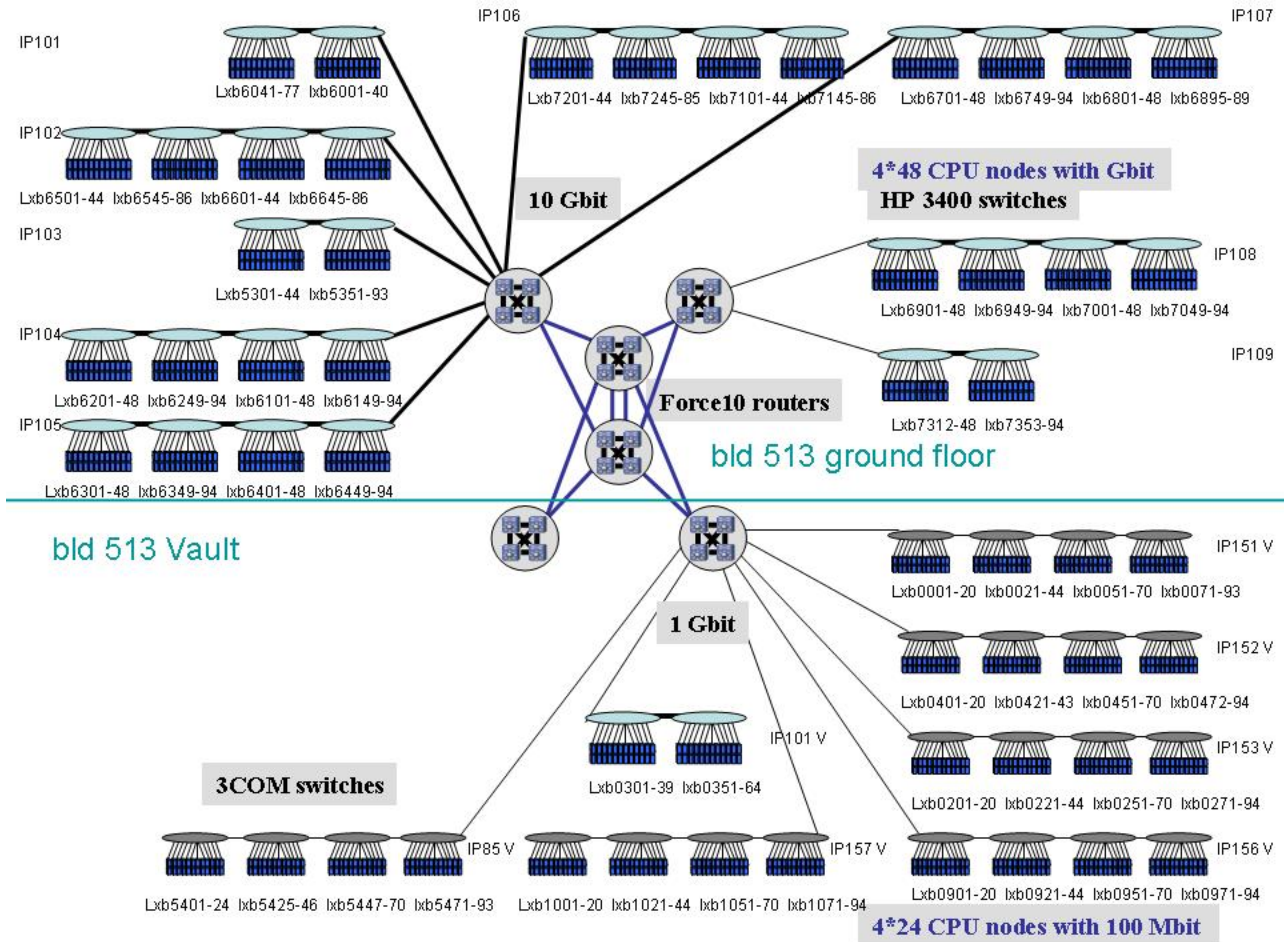 IP101
IP106
IP107
Lxb6041-77 lxb6001-40
Lxb7201-44 lxb7245-85 lxb7101-44 lxb7145-86
Lxb6701-48 lxb6749-94 lxb6801-48 lxb6895-89
IP102
Lxb6501-44 lxb6545-86 lxb6601-44 lxb6645-86
10 Gbit
4*48 CPU nodes with Gbit
HP 3400 switches
IP103
Lxb5301-44 lxb5351-93
IP108
Lxb6901-48 lxb6949-94 lxb7001-48 lxb7049-94
IP104
Lxb6201-48 lxb6249-94 lxb6101-48 lxb6149-94
IP109
Lxb7312-48 lxb7353-94
Force10 routers
IP105
Lxb6301-48 lxb6349-94 lxb6401-48 lxb6449-94
bld 513 ground floor
bld 513 Vault
IP151 V
Lxb0001-20 lxb0021-44 lxb0051-70 lxb0071-93
1 Gbit
IP152 V
Lxb0401-20 lxb0421-43 lxb0451-70 lxb0472-94
IP101 V
Lxb0301-39 lxb0351-64
IP153 V
Lxb0201-20 lxb0221-44 lxb0251-70 lxb0271-94
3COM switches
IP85 V
Lxb5401-24 lxb5425-46 lxb5447-70 lxb5471-93
IP157 V
Lxb1001-20 lxb1021-44 lxb1051-70 lxb1071-94
IP156 V
Lxb0901-20 lxb0921-44 lxb0951-70 lxb0971-94
4*24 CPU nodes with 100 Mbit